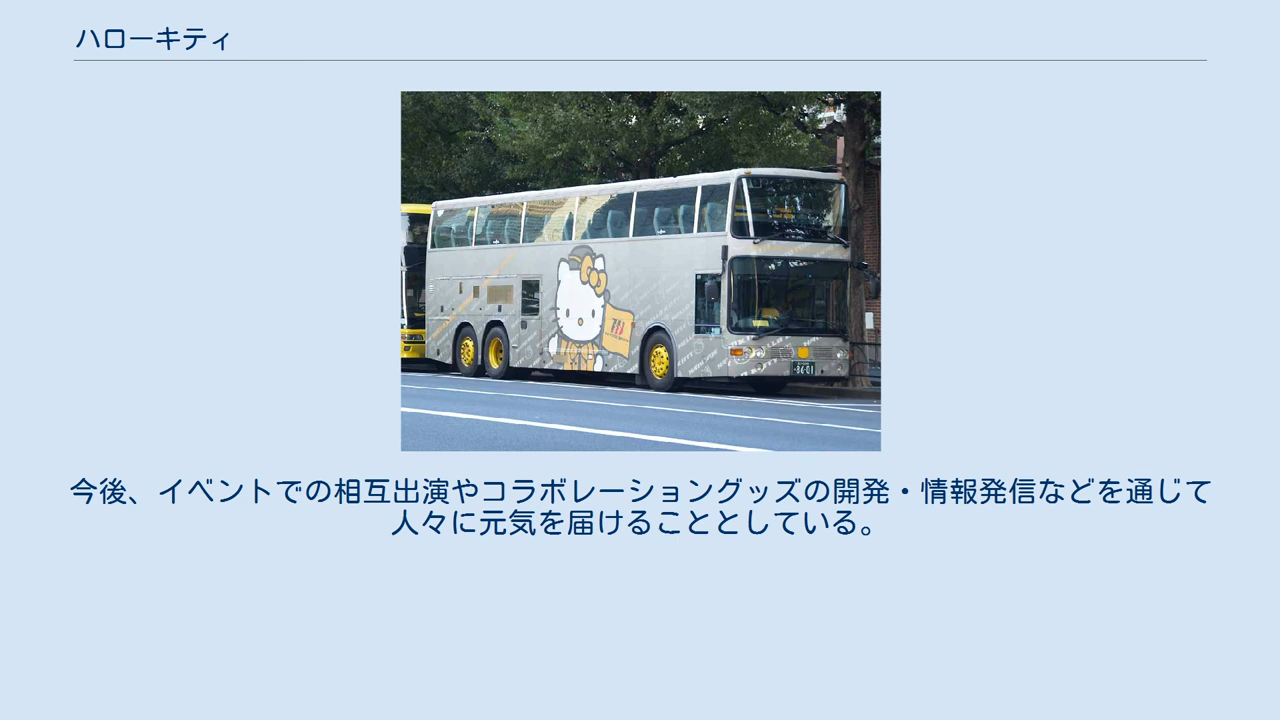 ハローキティ
今後、イベントでの相互出演やコラボレーショングッズの開発・情報発信などを通じて
人々に元気を届けることとしている。
86-01